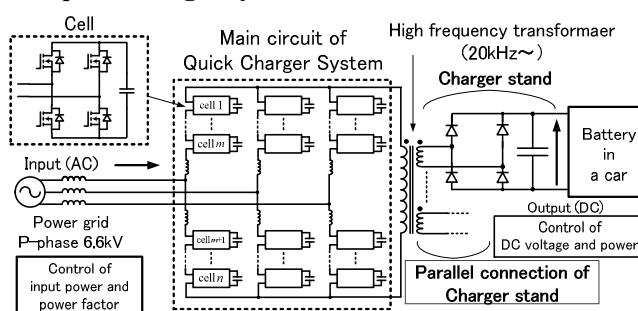 Cell
Main circuit of
Quick Charger System
High frequency transformaer
(20kHz～)
Charger stand
cell 1
cell m
Input (AC)
Power grid
P-phase 6.6kV
Control of
input power and
power factor
cell m+1
cell n
Battery
in
a car
Output (DC)
Control of
DC voltage and power
Parallel connection of
Charger stand